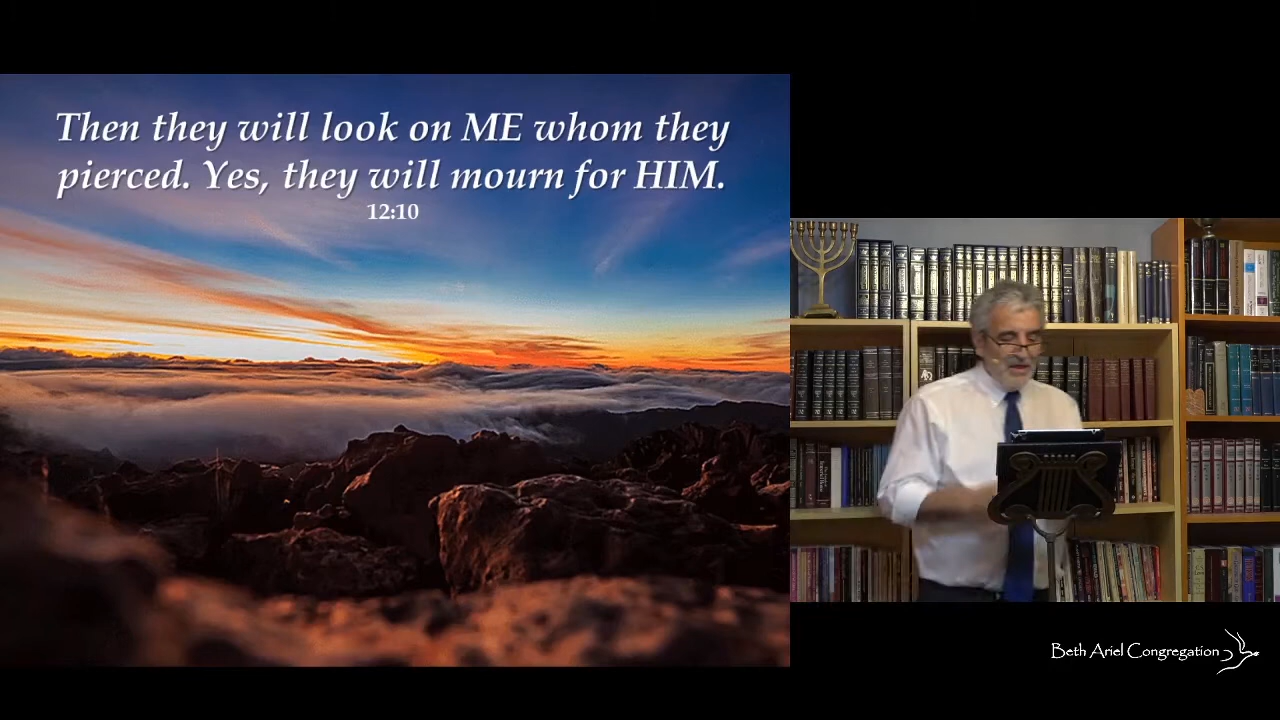 Then they will look on ME whom they
pierced. Yes, they will mourn for HIM.
12:10
Beth Ariel Congregation